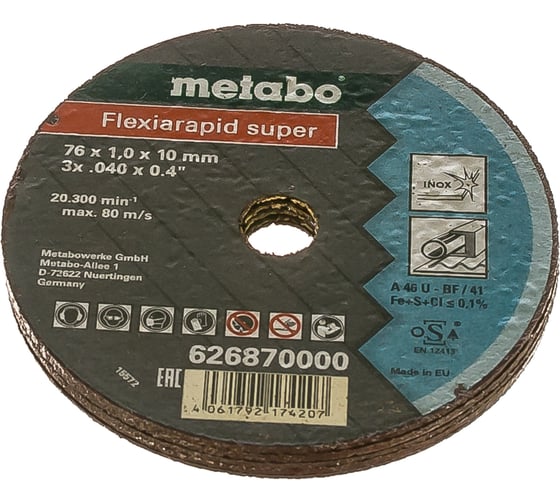 metabo
Flexiarapid super
76 x 1,0 x 10 mm
3x .040 x 0.4"
20.300 min⁻¹
max. 80 m/s
Metabowerke GmbH
Metabo-Allee 1
D-72622 Nuertingen
Germany
INOX
A 46 U - BF / 41
Fe+S+Cl ≤ 0,1%
oSa
EN 12413
Made in EU
626870000
15572
EAC
4 061792 174207